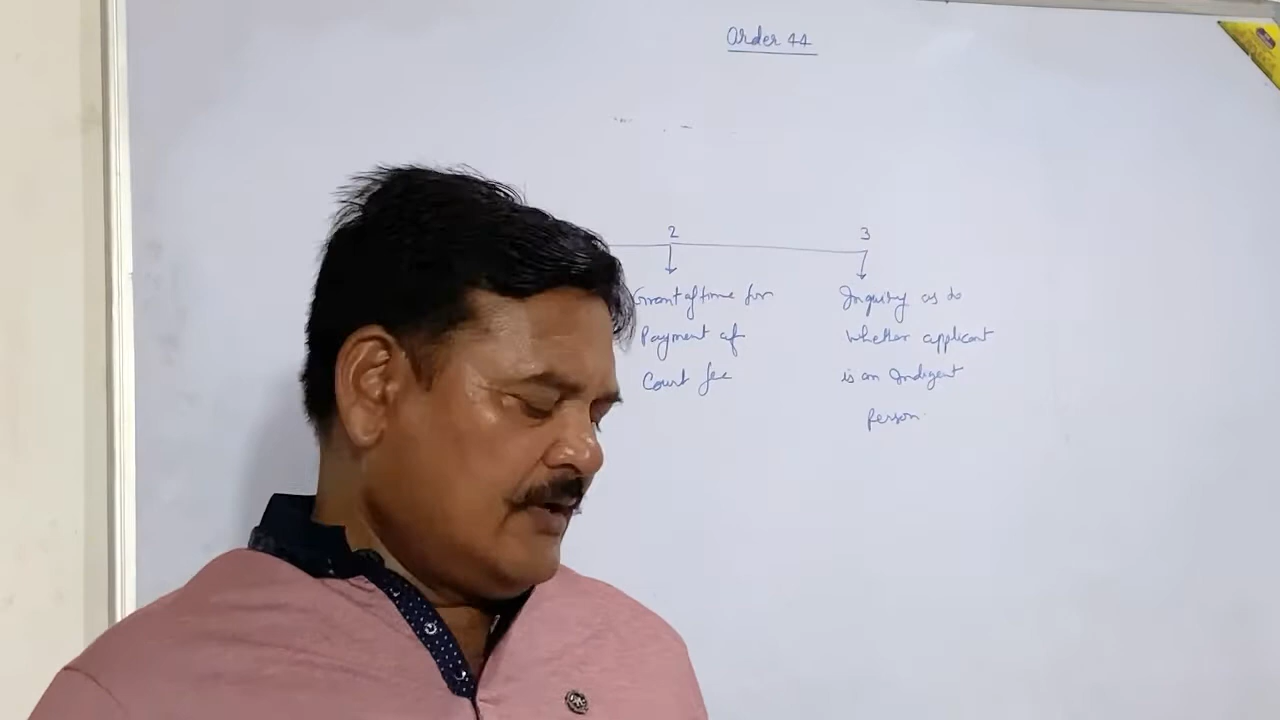 Order 44
2
3
Grant of time for
Payment of
Court fee
Inquiry as to
Whether applicant
is an Indigent
Person